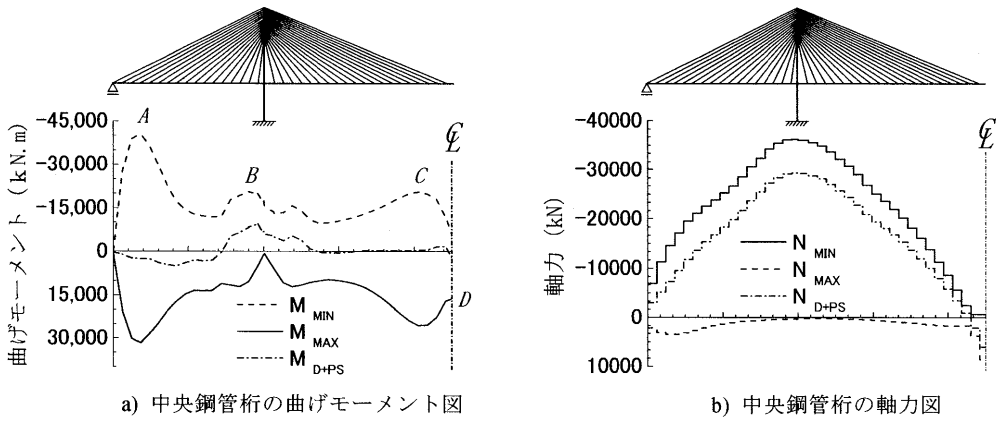 A
B
C
D
℄
-45,000
-30,000
-15,000
0
15,000
30,000
曲げモーメント (kN.m)
M MIN
M MAX
M D+PS
a) 中央鋼管桁の曲げモーメント図
℄
-40000
-30000
-20000
-10000
0
10000
軸力 (kN)
N MIN
N MAX
N D+PS
b) 中央鋼管桁の軸力図